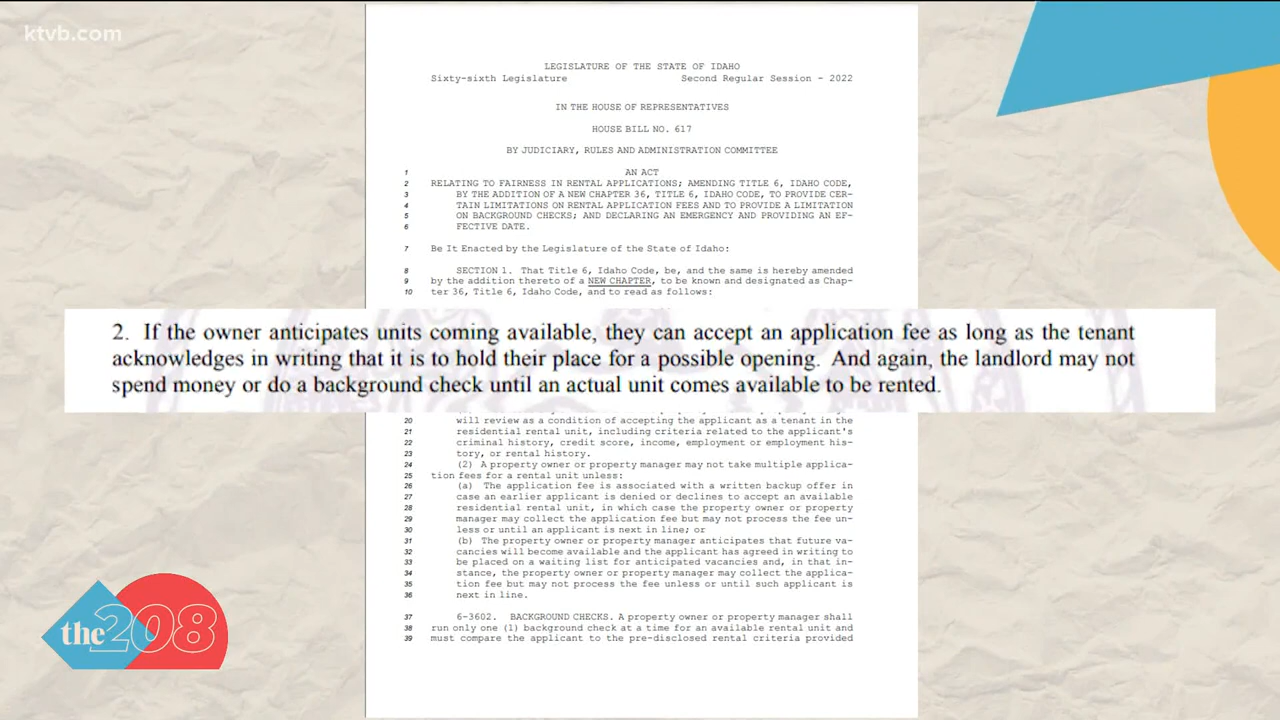 ktvb.com
LEGISLATURE OF THE STATE OF IDAHO
Sixty-sixth Legislature Second Regular Session - 2022
IN THE HOUSE OF REPRESENTATIVES
HOUSE BILL NO. 617
BY JUDICIARY, RULES AND ADMINISTRATION COMMITTEE
1 AN ACT
2 RELATING TO FAIRNESS IN RENTAL APPLICATIONS; AMENDING TITLE 6, IDAHO CODE,
3 BY THE ADDITION OF A NEW CHAPTER 36, TITLE 6, IDAHO CODE, TO PROVIDE CER-
4 TAIN LIMITATIONS ON RENTAL APPLICATION FEES AND TO PROVIDE A LIMITATION
5 ON BACKGROUND CHECKS; AND DECLARING AN EMERGENCY AND PROVIDING AN EF-
6 FECTIVE DATE.
7 Be It Enacted by the Legislature of the State of Idaho:
8 SECTION 1. That Title 6, Idaho Code, be, and the same is hereby amended
9 by the addition thereto of a NEW CHAPTER, to be known and designated as Chap-
10 ter 36, Title 6, Idaho Code, and to read as follows:
2. If the owner anticipates units coming available, they can accept an application fee as long as the tenant
acknowledges in writing that it is to hold their place for a possible opening. And again, the landlord may not
spend money or do a background check until an actual unit comes available to be rented.
20 will review as a condition of accepting the applicant as a tenant in the
21 residential rental unit, including criteria related to the applicant's
22 criminal history, credit score, income, employment or employment his-
23 tory, or rental history.
24 (2) A property owner or property manager may not take multiple applica-
25 tion fees for a rental unit unless:
26 (a) The application fee is associated with a written backup offer in
27 case an earlier applicant is denied or declines to accept an available
28 residential rental unit, in which case the property owner or property
29 manager may collect the application fee but may not process the fee un-
30 less or until an applicant is next in line; or
31 (b) The property owner or property manager anticipates that future va-
32 cancies will become available and the applicant has agreed in writing to
33 be placed on a waiting list for anticipated vacancies and, in that in-
34 stance, the property owner or property manager may collect the applica-
35 tion fee but may not process the fee unless or until such applicant is
36 next in line.
37 6-3602. BACKGROUND CHECKS. A property owner or property manager shall
38 run only one (1) background check at a time for an available rental unit and
39 must compare the applicant to the pre-disclosed rental criteria provided
the 208